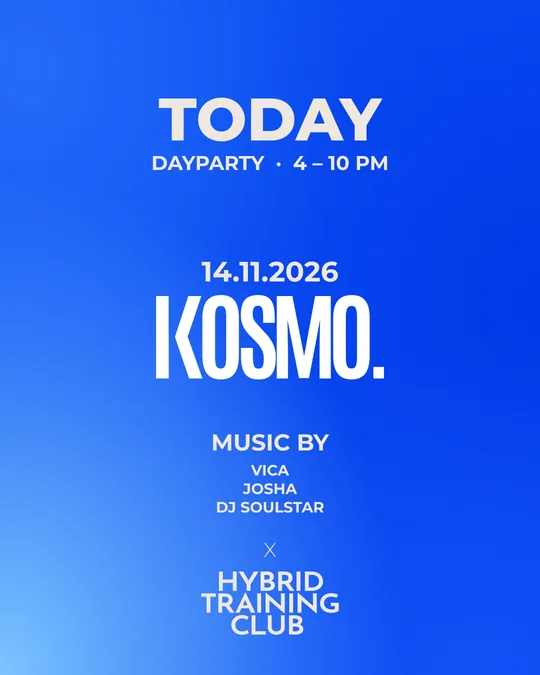 TODAY
DAYPARTY · 4 – 10 PM
14.11.2026
KOSMO.
MUSIC BY
VICA
JOSHA
DJ SOULSTAR
X
HYBRID
TRAINING
CLUB